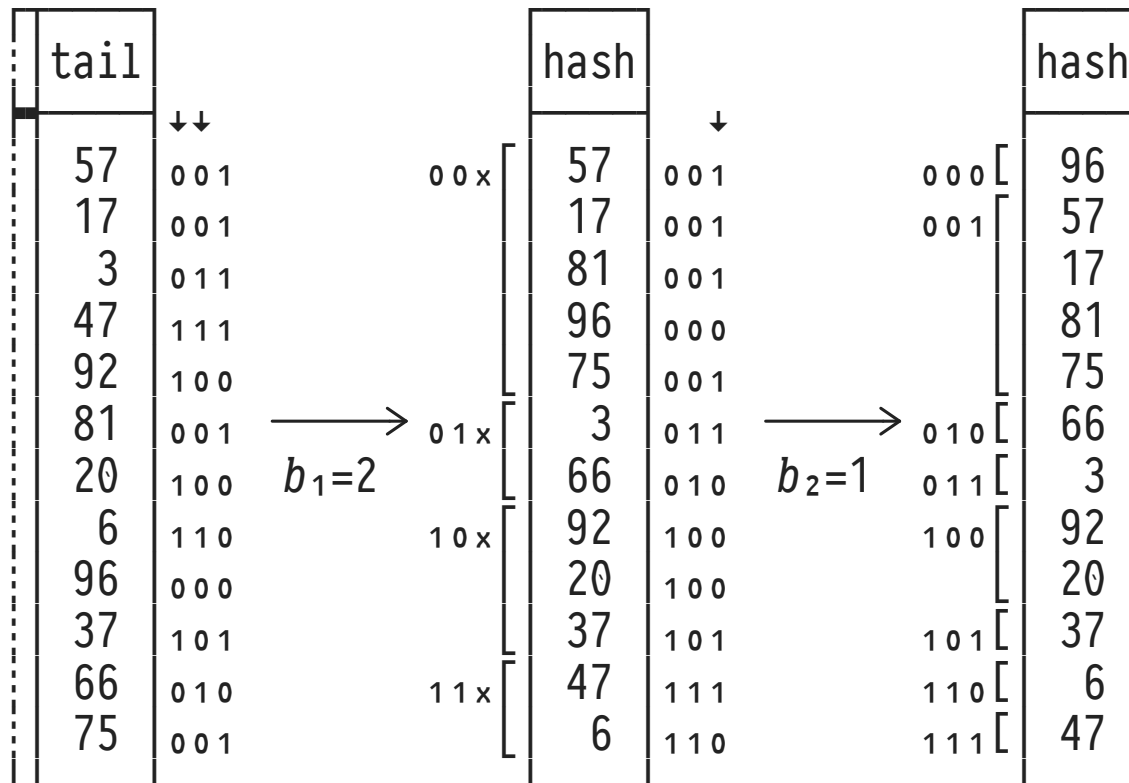 tail hash hash
↓↓ ↓
57 001 00x 57 001 000 96
17 001 17 001 001 57
3 011 81 001 17
47 111 96 000 81
92 100 75 001 75
81 001 01x 3 011 010 66
20 100 b₁=2 66 010 b₂=1 011 3
6 110 10x 92 100 100 92
96 000 20 100 20
37 101 37 101 101 37
66 010 11x 47 111 110 6
75 001 6 110 111 47